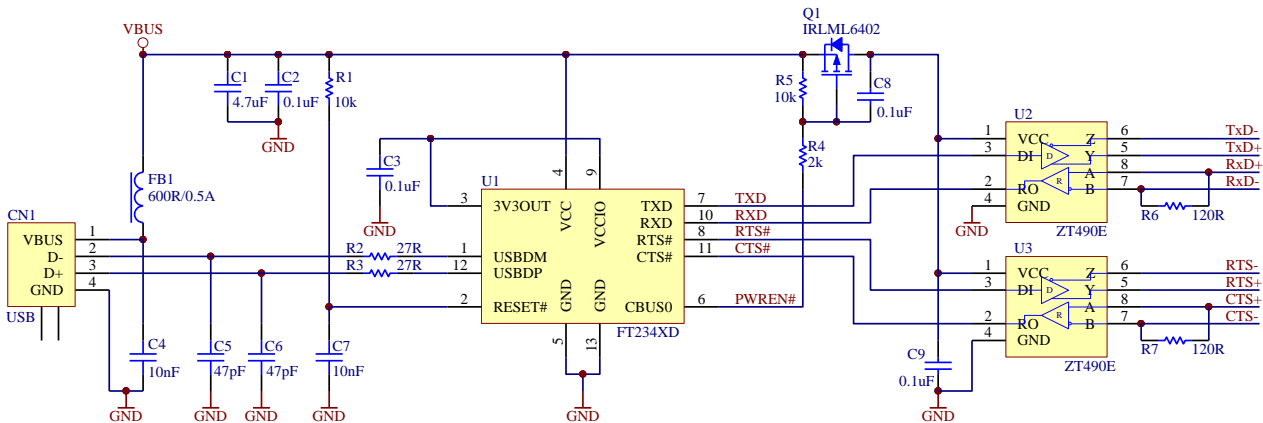 Q1
IRLML6402
VBUS
C1
4.7uF
C2
0.1uF
R1
10k
R5
10k
C8
0.1uF
GND
R4
2k
C3
0.1uF
GND
FB1
600R/0.5A
U1
3 3V3OUT
4 VCC
9 VCCIO
1 USBDM
12 USBDP
2 RESET#
5 GND
13 GND
TXD 7 TXD
RXD 10 RXD
RTS# 8 RTS#
CTS# 11 CTS#
CBUS0 6 PWREN#
FT234XD
GND
CN1
VBUS 1
D- 2
D+ 3
GND 4
USB
R2 27R
R3 27R
C4
10nF
C5
47pF
C6
47pF
C7
10nF
GND
GND
GND
GND
U2
1 VCC Z 6 TxD-
3 DI D Y 5 TxD+
A 8 RxD+
2 RO R B 7 RxD-
4 GND
GND
R6 120R
ZT490E
U3
1 VCC Z 6 RTS-
3 DI D Y 5 RTS+
A 8 CTS+
2 RO R B 7 CTS-
4 GND
R7 120R
ZT490E
C9
0.1uF
GND